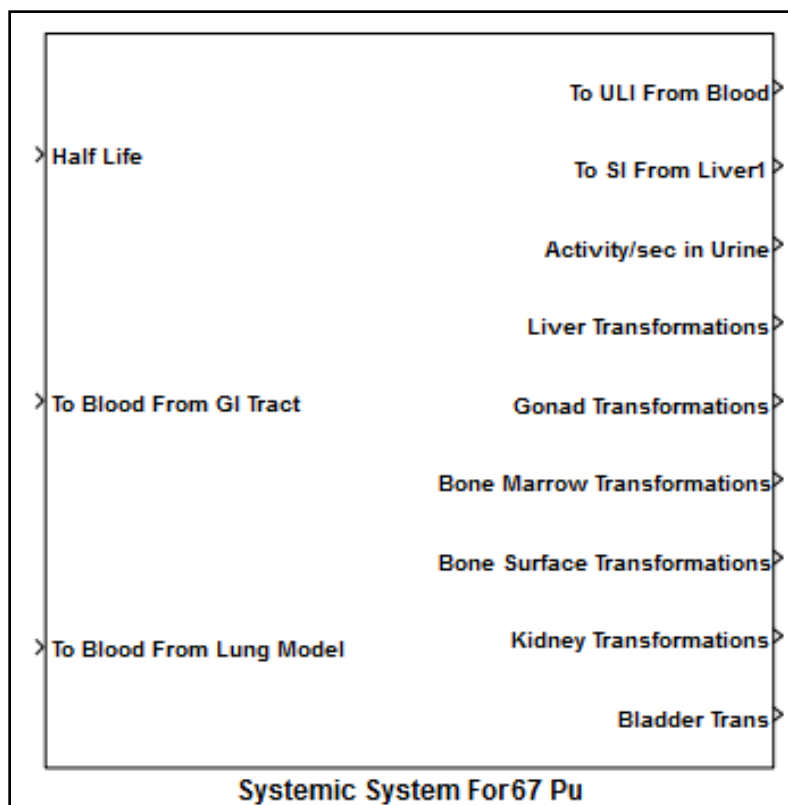 To ULI From Blood
Half Life
To SI From Liver1
Activity/sec in Urine
Liver Transformations
To Blood From GI Tract
Gonad Transformations
Bone Marrow Transformations
Bone Surface Transformations
To Blood From Lung Model
Kidney Transformations
Bladder Trans
Systemic System For67 Pu